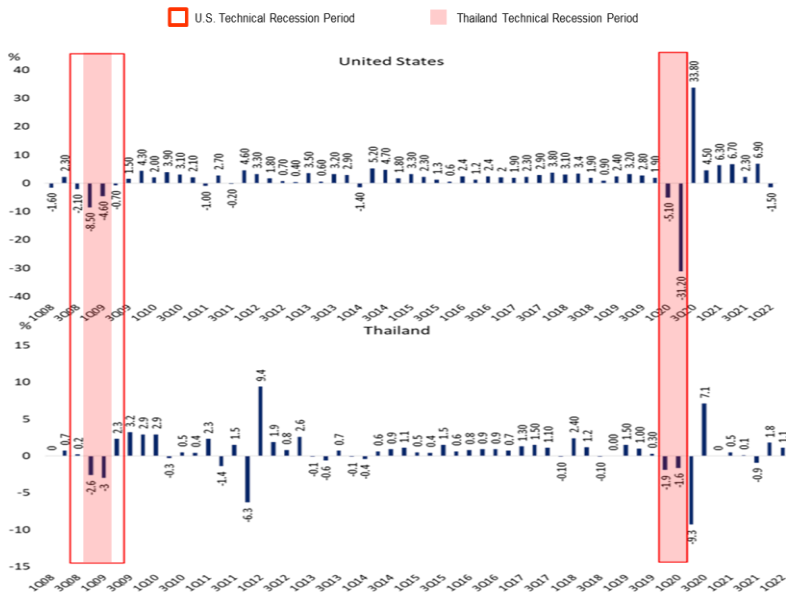 U.S. Technical Recession Period
Thailand Technical Recession Period
%
United States
40
30
20
10
0
-10
-20
-30
-40
-1.60 2.30 -2.10 -8.50 -4.60 -0.70 1.50 4.30 2.00 3.90 3.10 2.10 -1.00 2.70 -0.20 4.60 3.30 1.80 0.70 0.40 3.50 0.60 3.20 2.90 -1.40 5.20 4.70 1.80 3.30 2.30 1.3 0.6 2.4 1.2 2.4 2 1.90 2.30 2.90 3.80 3.10 3.4 1.90 0.90 2.40 3.20 2.80 1.90 -5.10 -31.20 33.80 4.50 6.30 6.70 2.30 6.90 -1.50
1Q08 3Q08 1Q09 3Q09 1Q10 3Q10 1Q11 3Q11 1Q12 3Q12 1Q13 3Q13 1Q14 3Q14 1Q15 3Q15 1Q16 3Q16 1Q17 3Q17 1Q18 3Q18 1Q19 3Q19 1Q20 3Q20 1Q21 3Q21 1Q22
%
Thailand
15
10
5
0
-5
-10
-15
0 0.7 0.2 -2.6 -3 2.3 3.2 2.9 2.9 -0.3 0.5 0.4 2.3 -1.4 1.5 -6.3 9.4 1.9 0.8 2.6 -0.1 -0.6 0.7 -0.1 -0.4 0.6 0.9 1.1 0.5 0.4 1.5 0.6 0.8 0.9 0.9 0.7 1.30 1.50 1.10 -0.10 2.40 1.2 -0.10 0.00 1.50 1.00 0.30 -1.9 -1.6 -9.3 7.1 0 0.5 0.1 -0.9 1.8 1.1
1Q08 3Q08 1Q09 3Q09 1Q10 3Q10 1Q11 3Q11 1Q12 3Q12 1Q13 3Q13 1Q14 3Q14 1Q15 3Q15 1Q16 3Q16 1Q17 3Q17 1Q18 3Q18 1Q19 3Q19 1Q20 3Q20 1Q21 3Q21 1Q22